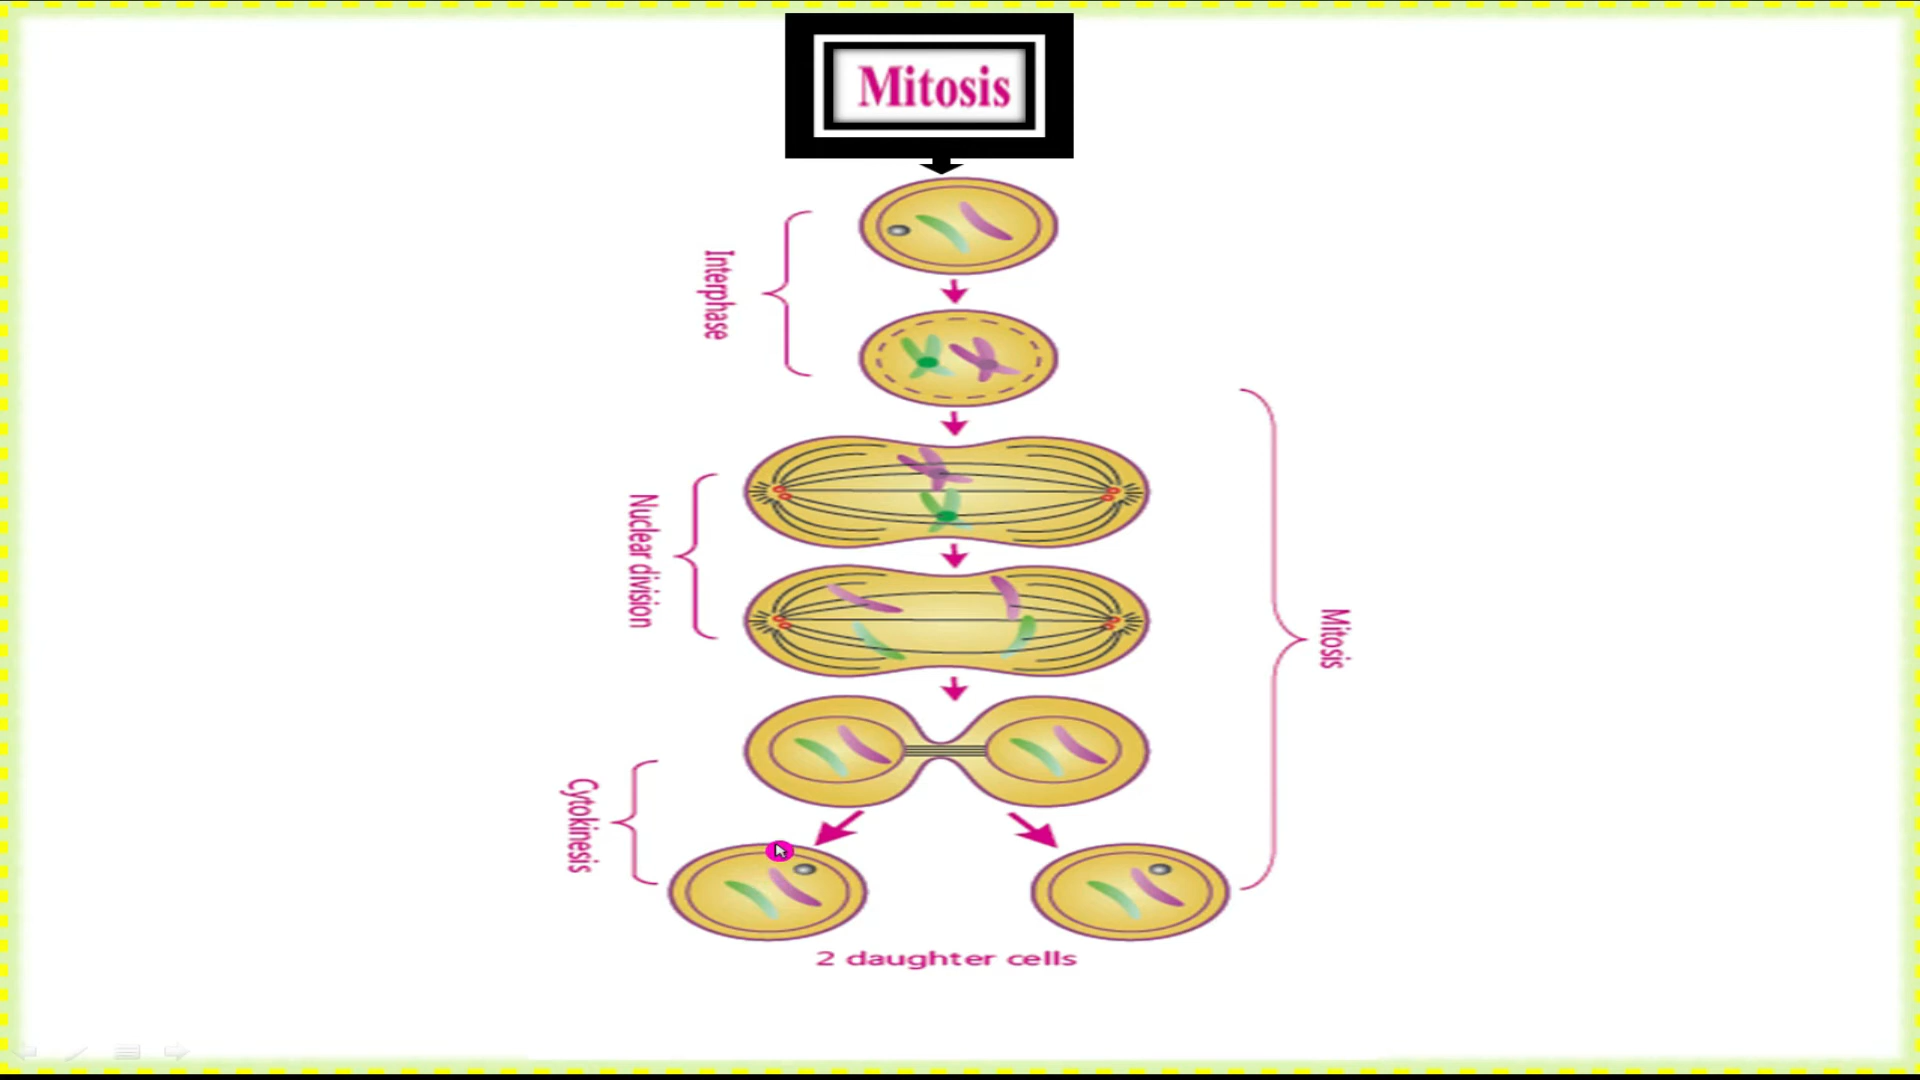 Mitosis
Interphase
Nuclear division
Mitosis
Cytokinesis
2 daughter cells